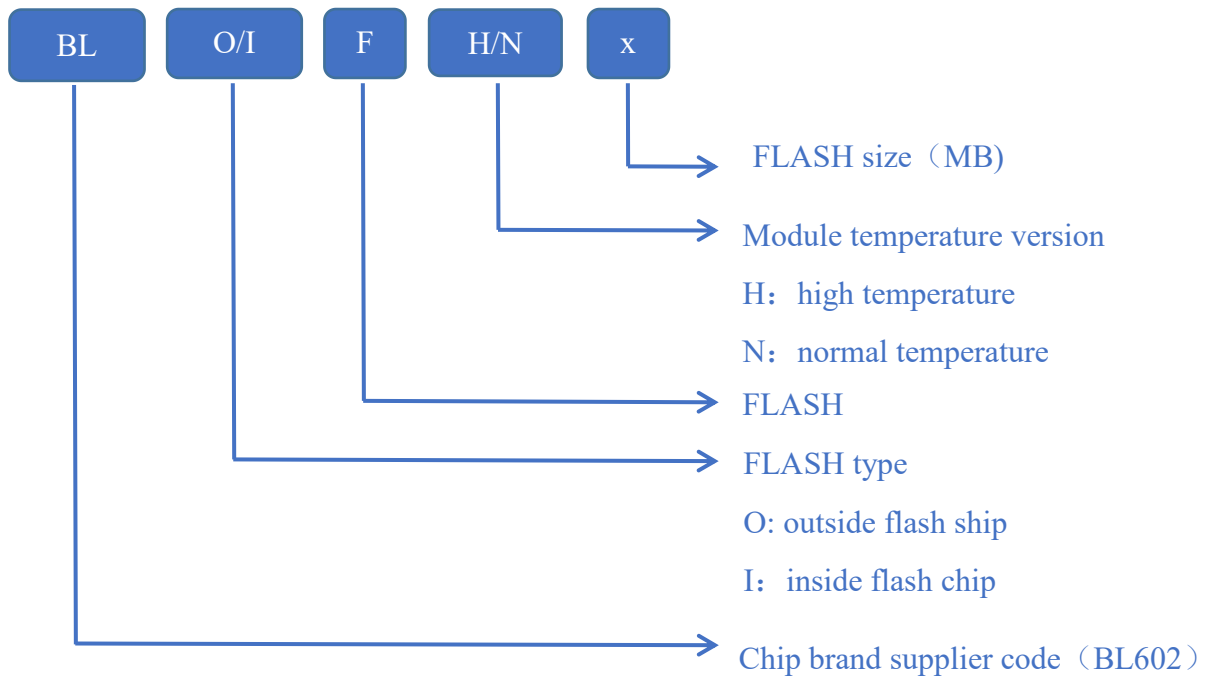 BL O/I F H/N x
FLASH size（MB)
Module temperature version
H： high temperature
N： normal temperature
FLASH
FLASH type
O: outside flash ship
I： inside flash chip
Chip brand supplier code（BL602）